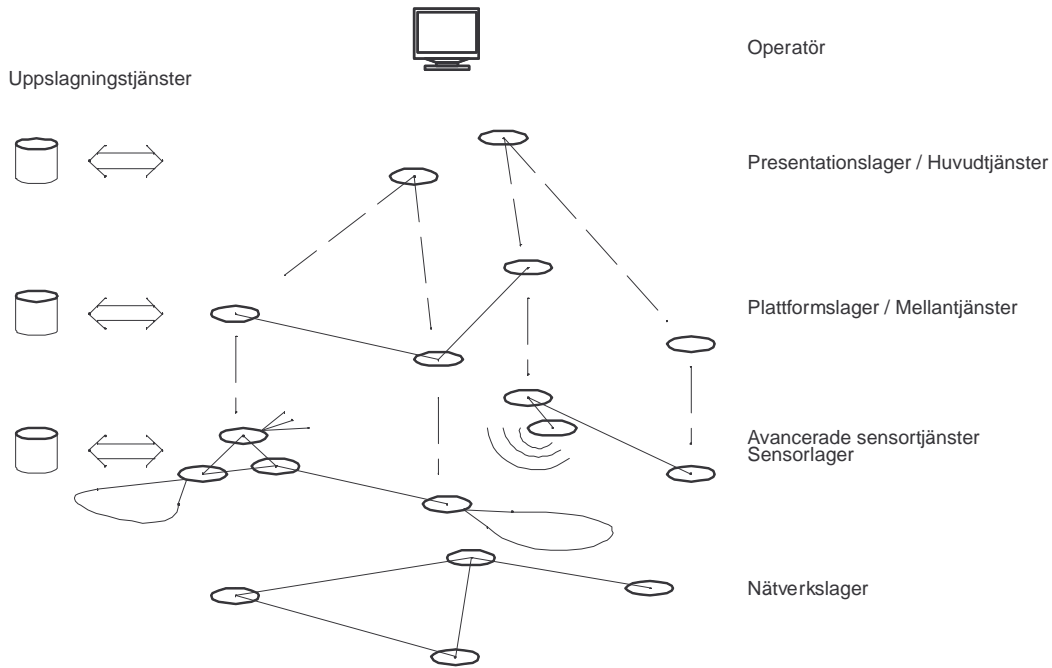 Operatör
Uppslagningstjänster
Presentationslager / Huvudtjänster
Plattformslager / Mellantjänster
Avancerade sensortjänster
Sensorlager
Nätverkslager